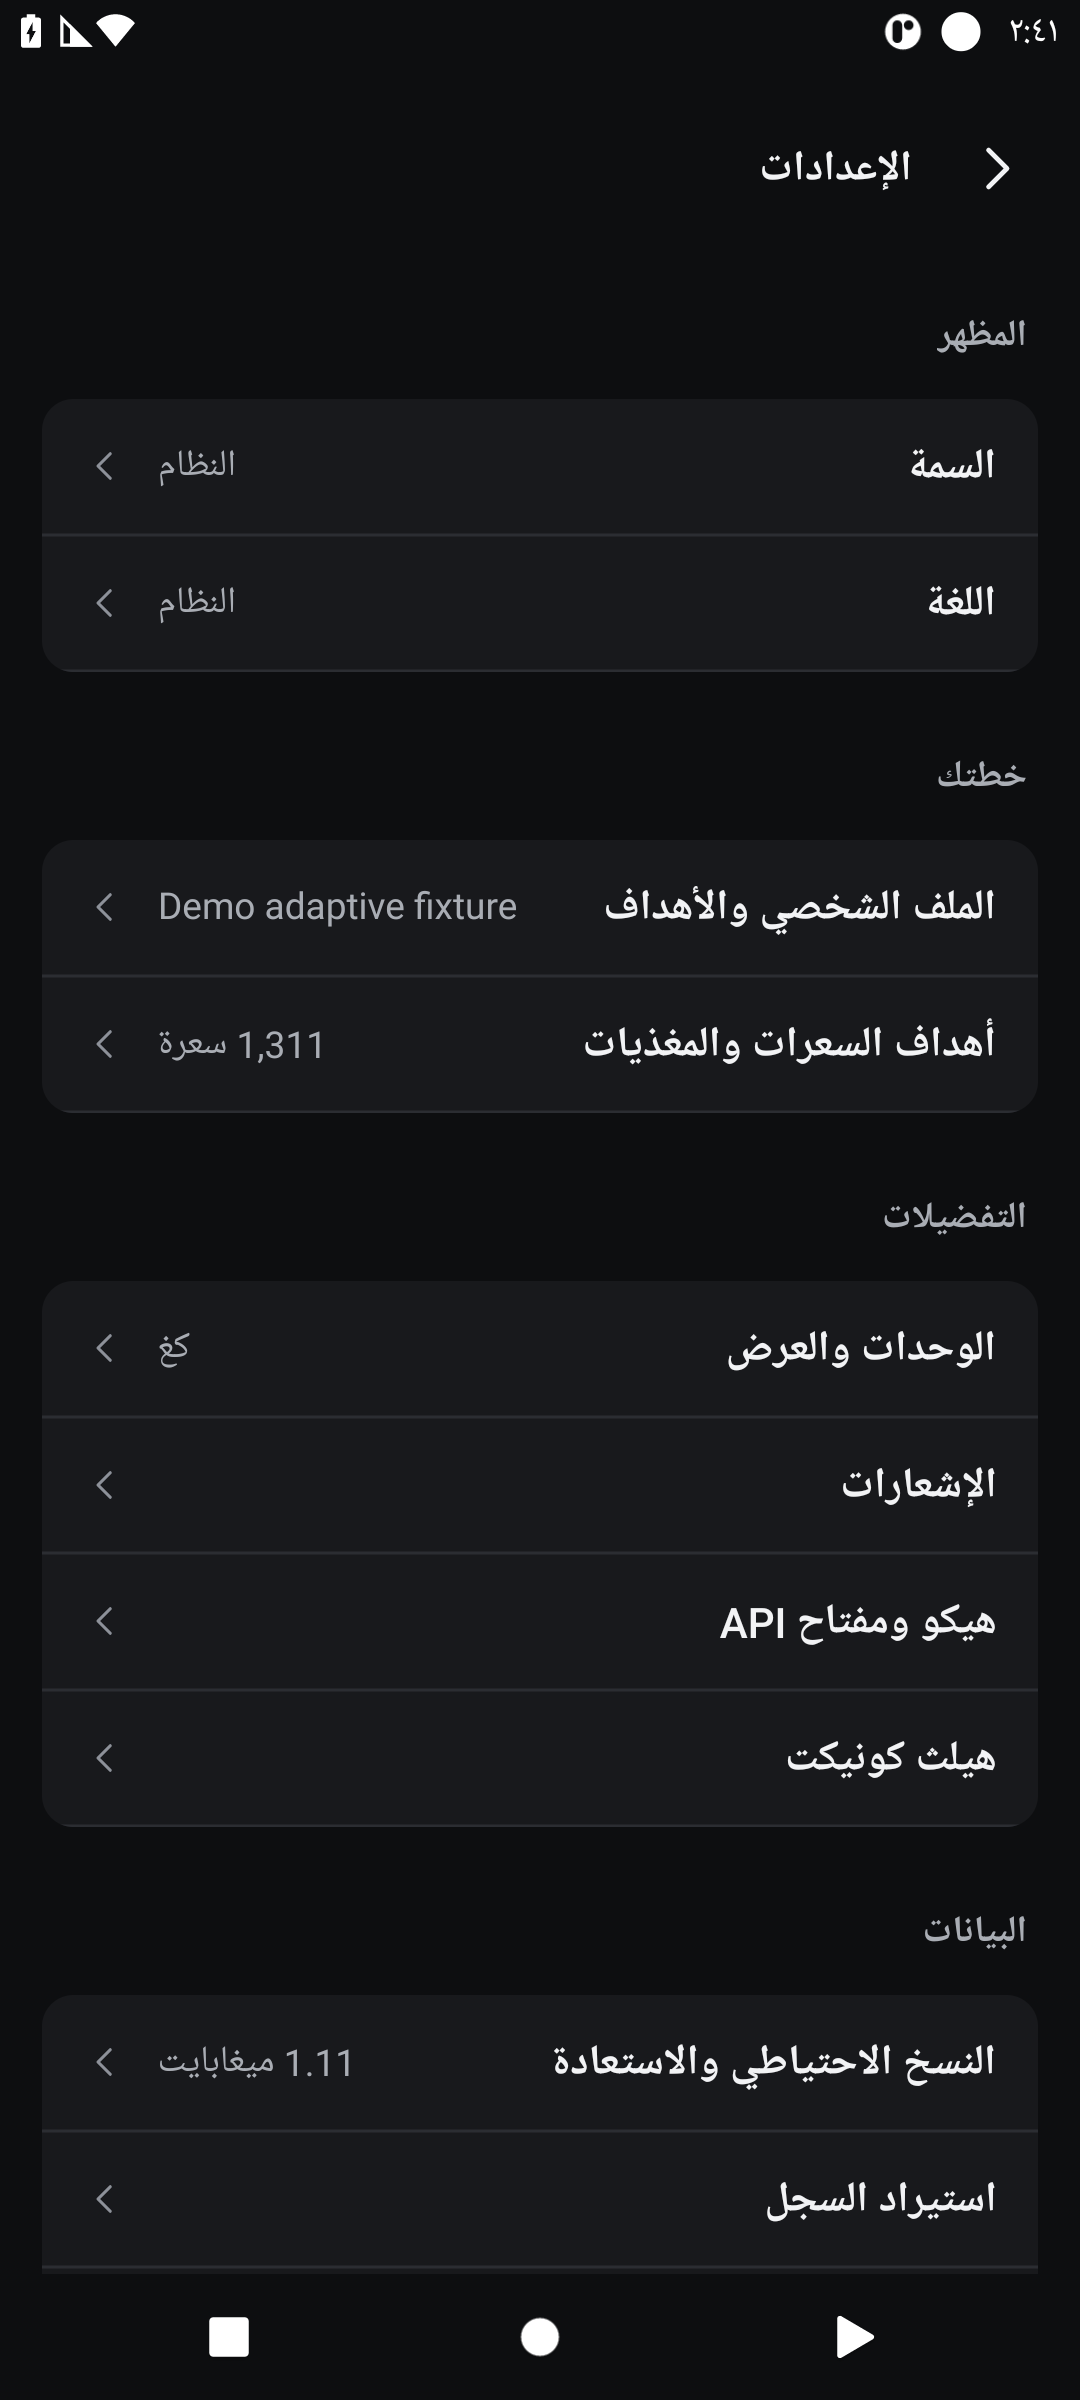 ٢:٤١
الإعدادات
المظهر
السمة النظام
اللغة النظام
خطتك
الملف الشخصي والأهداف Demo adaptive fixture
أهداف السعرات والمغذيات 1,311 سعرة
التفضيلات
الوحدات والعرض كغ
الإشعارات
هيكو ومفتاح API
هيلث كونيكت
البيانات
النسخ الاحتياطي والاستعادة 1.11 ميغابايت
استيراد السجل